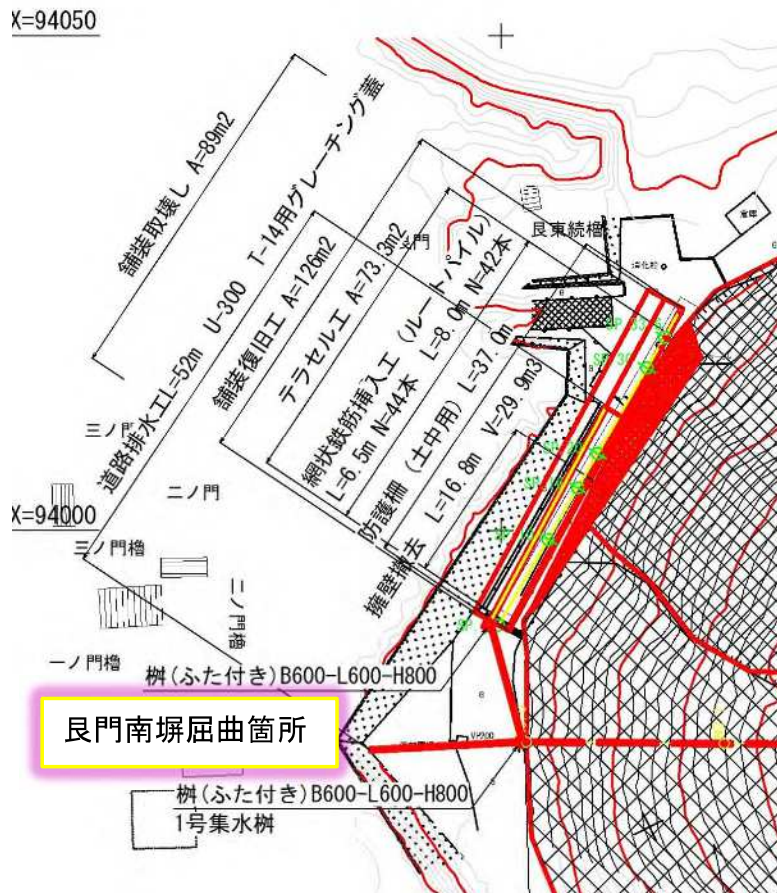 X=94050
舗装取壊し A=89m2
道路排水工L=52m U-300 T-14用グレーチング蓋
舗装復旧工 A=126m2
テラセル工 A=73.3m2
網状鉄筋挿入工 (ルートパイル)
L=6.5m N=44本 L=8.0m N=42本
防護柵 (土中用) L=37.0m
擁壁撤去 L=16.8m V=29.9m3
艮東続櫓
倉庫
X=94000
二ノ門
三ノ門櫓
二ノ門櫓
一ノ門櫓
桝(ふた付き)B600-L600-H800
艮門南塀屈曲箇所
VP200
桝(ふた付き)B600-L600-H800
1号集水桝